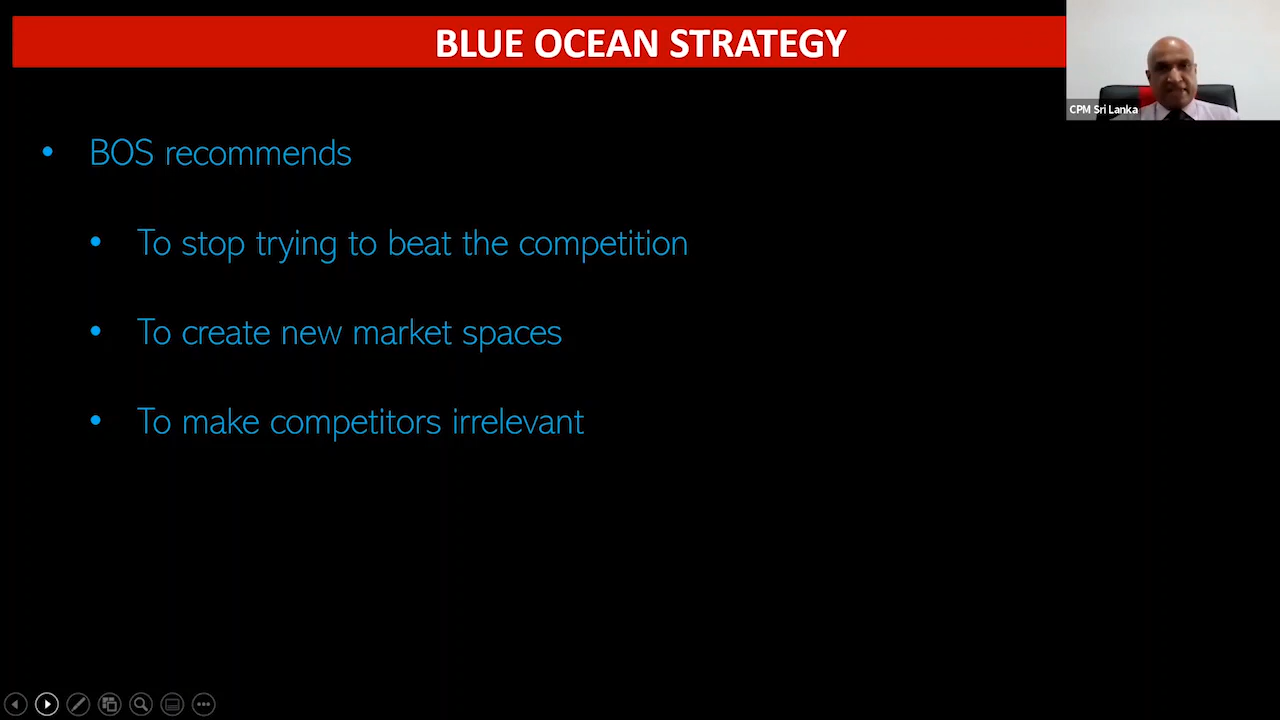 BLUE OCEAN STRATEGY
CPM Sri Lanka
• BOS recommends
• To stop trying to beat the competition
• To create new market spaces
• To make competitors irrelevant